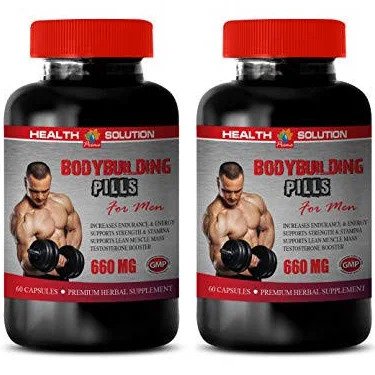 HEALTH SOLUTION
Prime
BODYBUILDING
PILLS
For Men
INCREASES ENDURANCE & ENERGY
SUPPORTS STRENGTH & STAMINA
SUPPORTS LEAN MUSCLE MASS
TESTOSTERONE BOOSTER
660 MG
GMP
60 CAPSULES • PREMIUM HERBAL SUPPLEMENT
HEALTH SOLUTION
Prime
BODYBUILDING
PILLS
For Men
INCREASES ENDURANCE & ENERGY
SUPPORTS STRENGTH & STAMINA
SUPPORTS LEAN MUSCLE MASS
TESTOSTERONE BOOSTER
660 MG
GMP
60 CAPSULES • PREMIUM HERBAL SUPPLEMENT